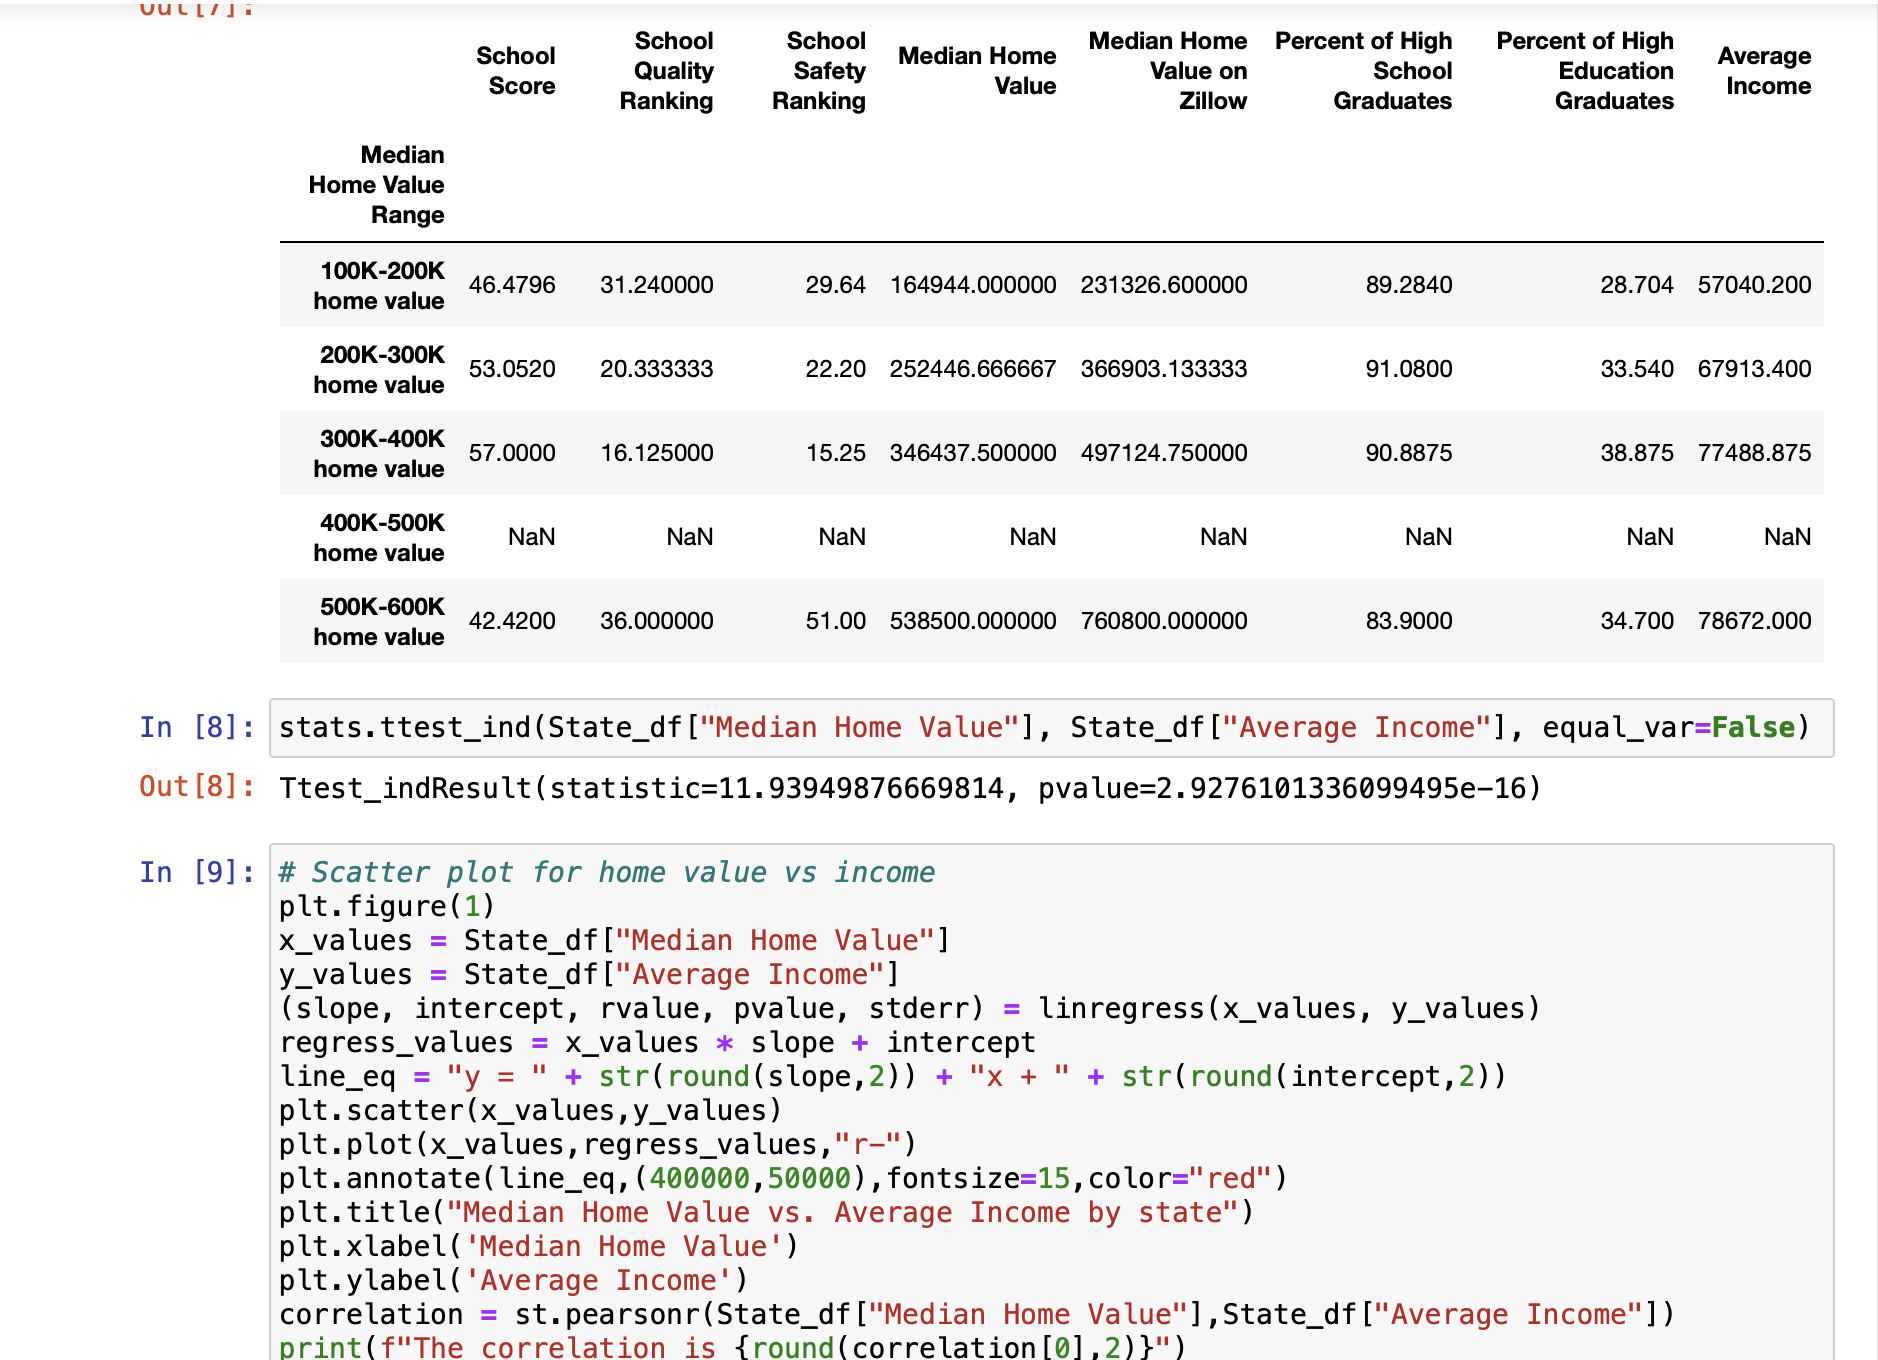 Out[7]:
School Score School Quality Ranking School Safety Ranking Median Home Value Median Home Value on Zillow Percent of High School Graduates Percent of High Education Graduates Average Income
Median Home Value Range
100K-200K home value 46.4796 31.240000 29.64 164944.000000 231326.600000 89.2840 28.704 57040.200
200K-300K home value 53.0520 20.333333 22.20 252446.666667 366903.133333 91.0800 33.540 67913.400
300K-400K home value 57.0000 16.125000 15.25 346437.500000 497124.750000 90.8875 38.875 77488.875
400K-500K home value NaN NaN NaN NaN NaN NaN NaN NaN
500K-600K home value 42.4200 36.000000 51.00 538500.000000 760800.000000 83.9000 34.700 78672.000
In [8]: stats.ttest_ind(State_df["Median Home Value"], State_df["Average Income"], equal_var=False)
Out[8]: Ttest_indResult(statistic=11.93949876669814, pvalue=2.9276101336099495e-16)
In [9]: # Scatter plot for home value vs income
plt.figure(1)
x_values = State_df["Median Home Value"]
y_values = State_df["Average Income"]
(slope, intercept, rvalue, pvalue, stderr) = linregress(x_values, y_values)
regress_values = x_values * slope + intercept
line_eq = "y = " + str(round(slope,2)) + "x + " + str(round(intercept,2))
plt.scatter(x_values,y_values)
plt.plot(x_values,regress_values,"r-")
plt.annotate(line_eq,(400000,50000),fontsize=15,color="red")
plt.title("Median Home Value vs. Average Income by state")
plt.xlabel('Median Home Value')
plt.ylabel('Average Income')
correlation = st.pearsonr(State_df["Median Home Value"],State_df["Average Income"])
print(f"The correlation is {round(correlation[0],2)}")